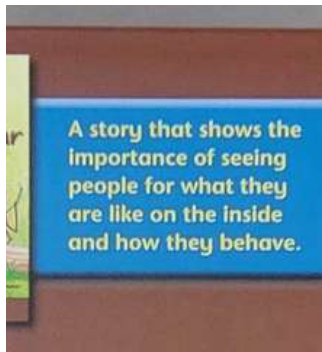 A story that shows the
importance of seeing
people for what they
are like on the inside
and how they behave.